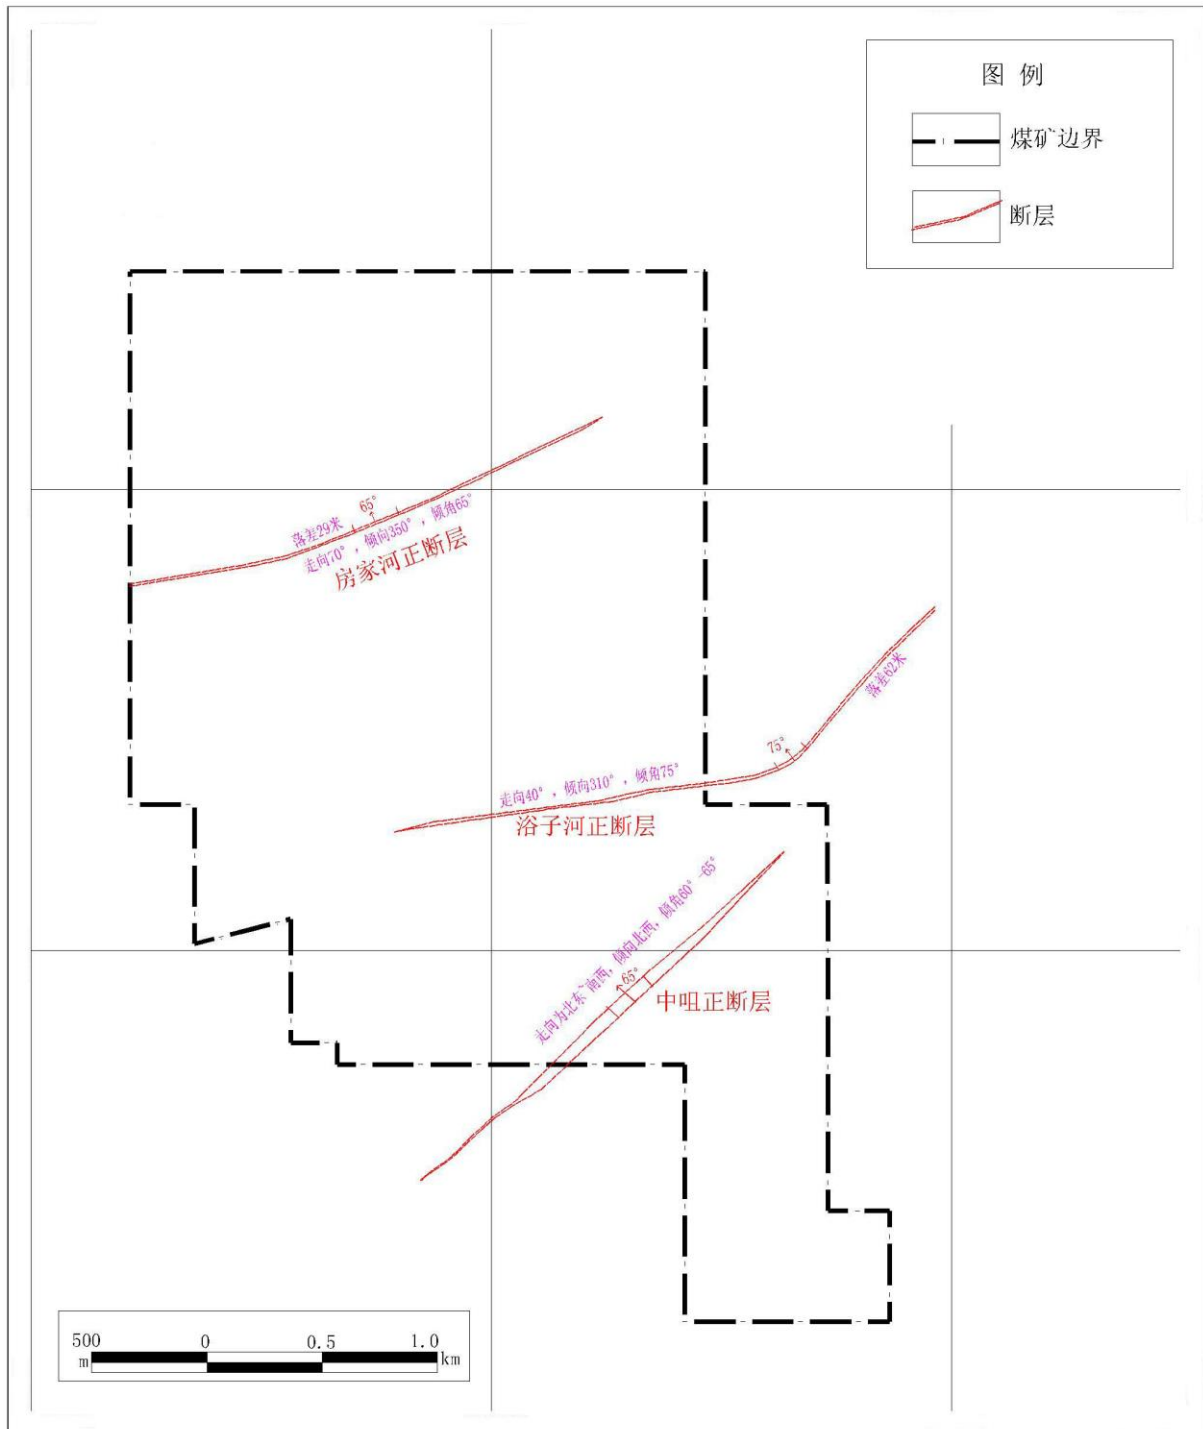 图 例
煤矿边界
断层
65°
落差29米
走向70°，倾向350°，倾角65°
房家河正断层
落差62米
75°
走向40°，倾向310°，倾角75°
浴子河正断层
走向为北东~南西，倾向北西，倾角60°-65°
65°
中咀正断层
500 0 0.5 1.0
m km